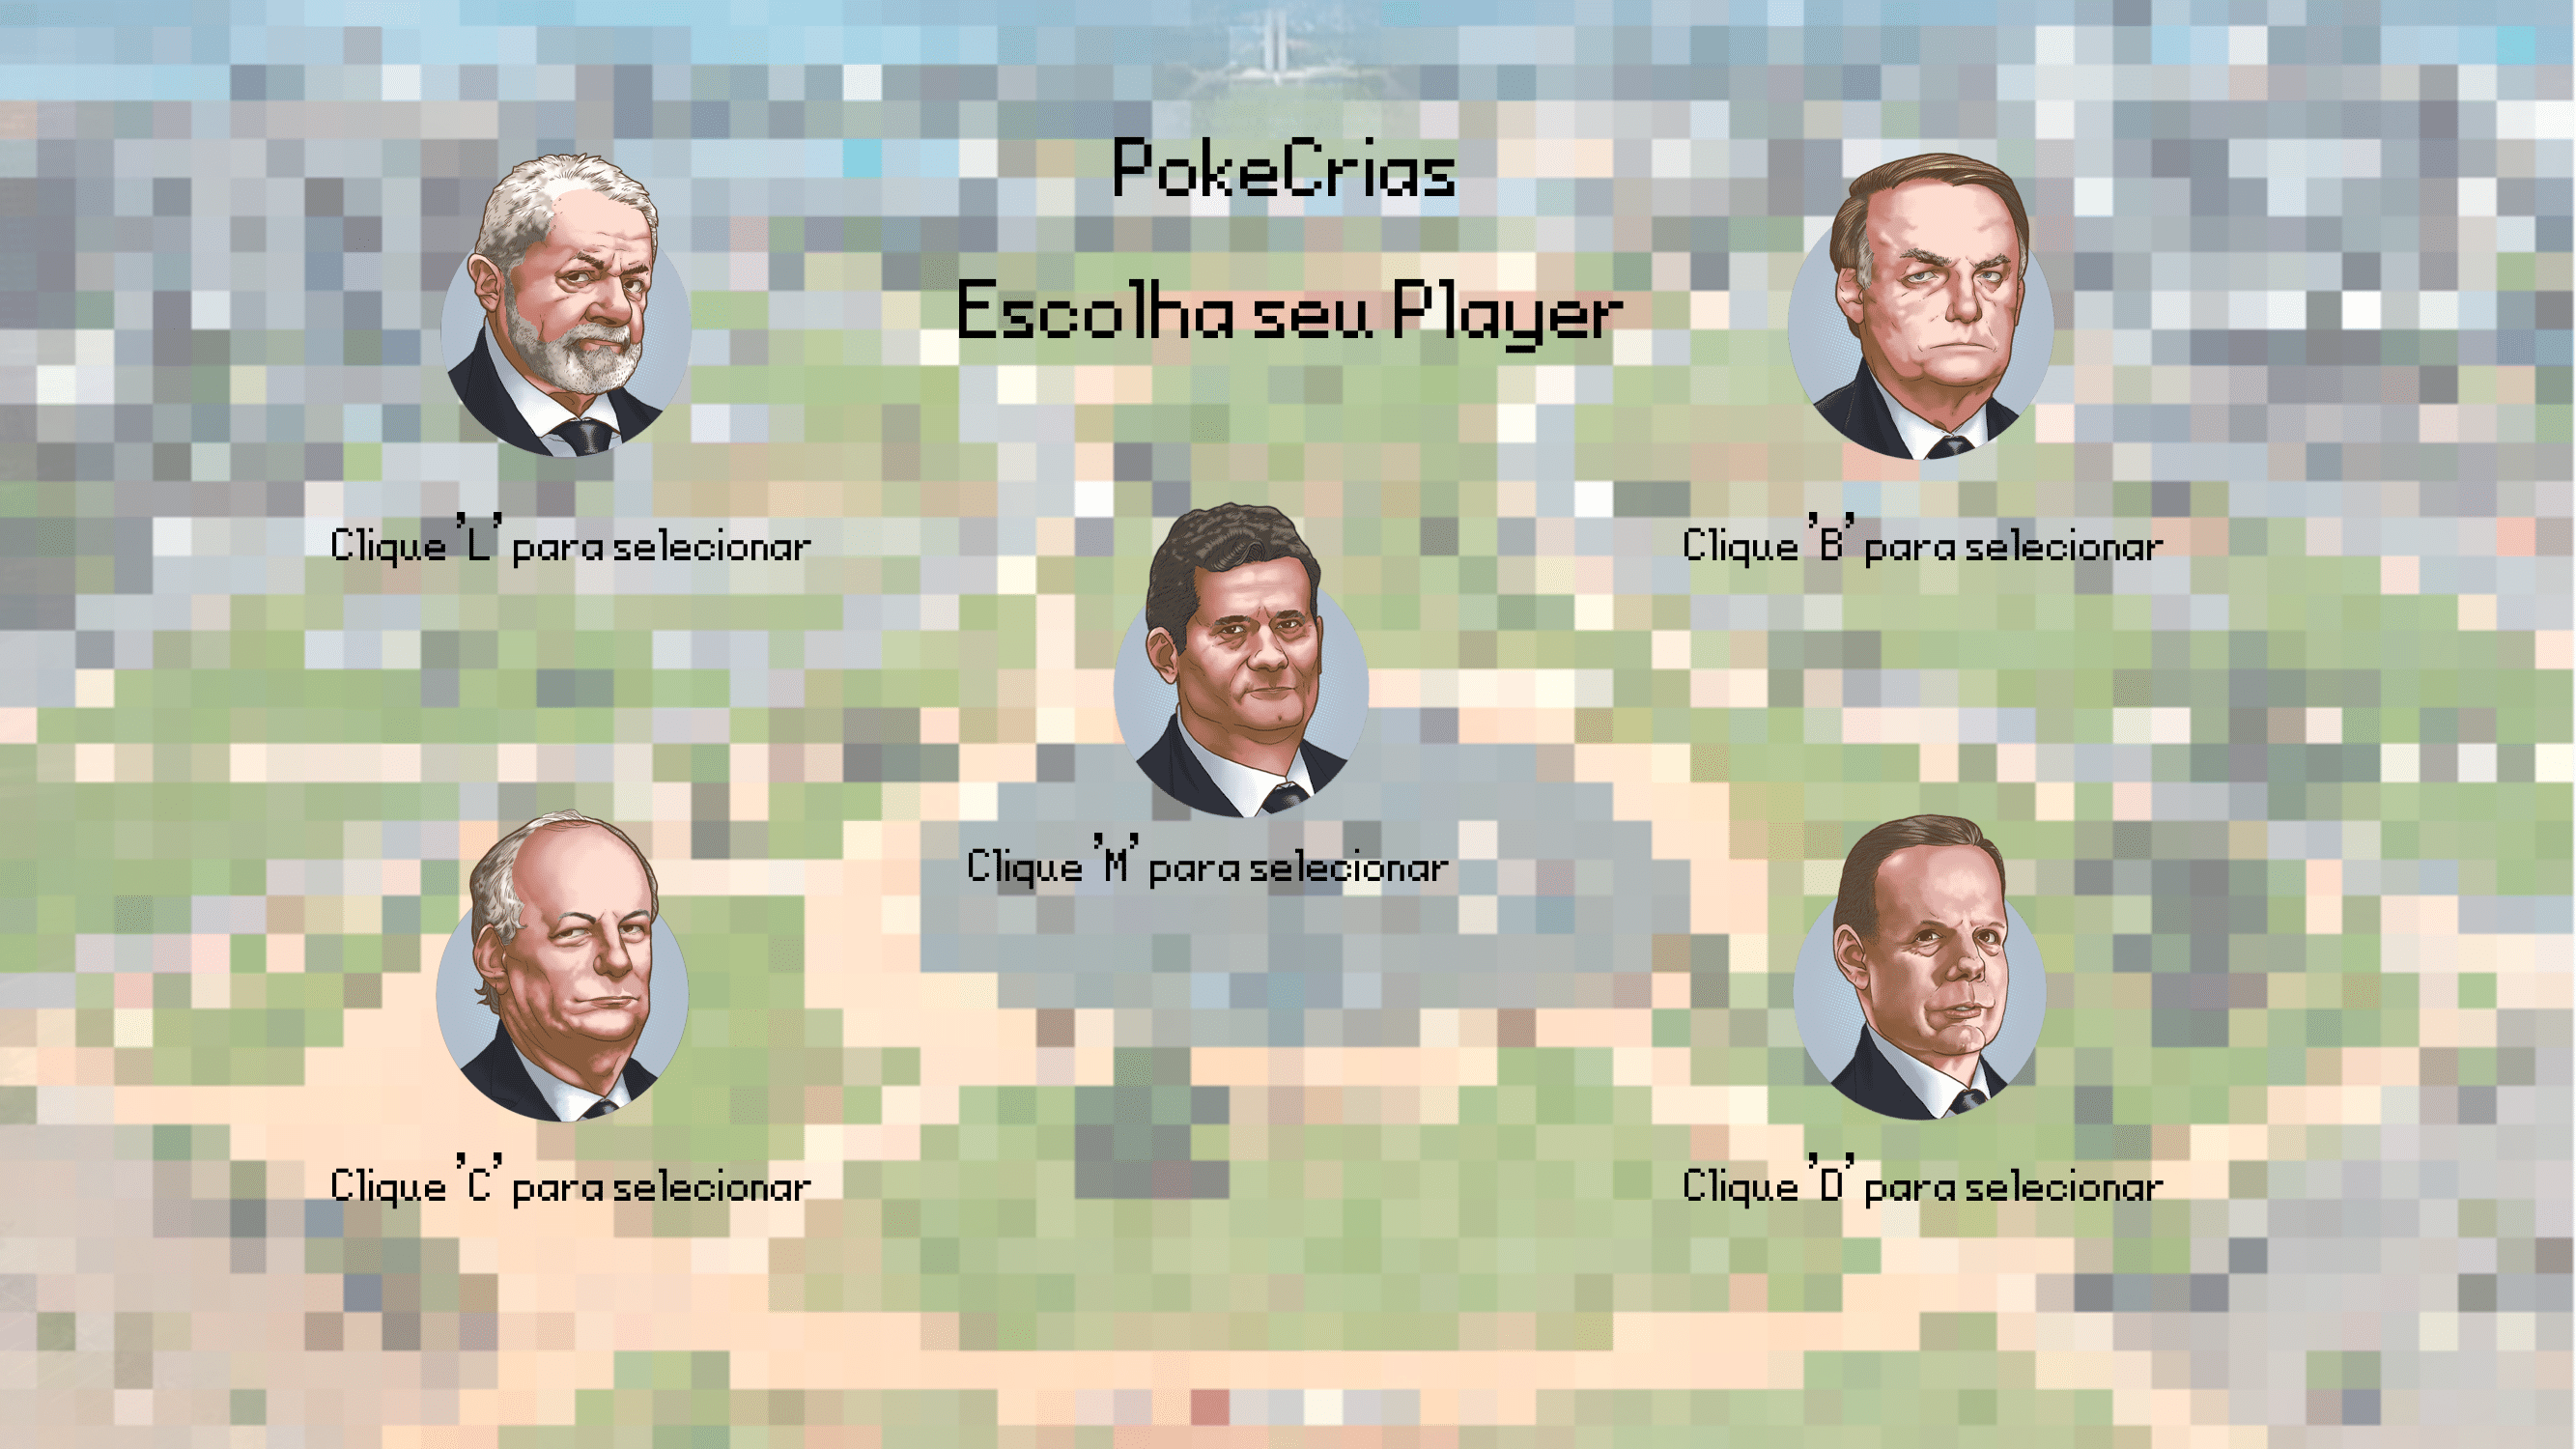 PokeCrias
Escolha seu Player
Clique 'L' para selecionar
Clique 'B' para selecionar
Clique 'M' para selecionar
Clique 'C' para selecionar
Clique 'D' para selecionar